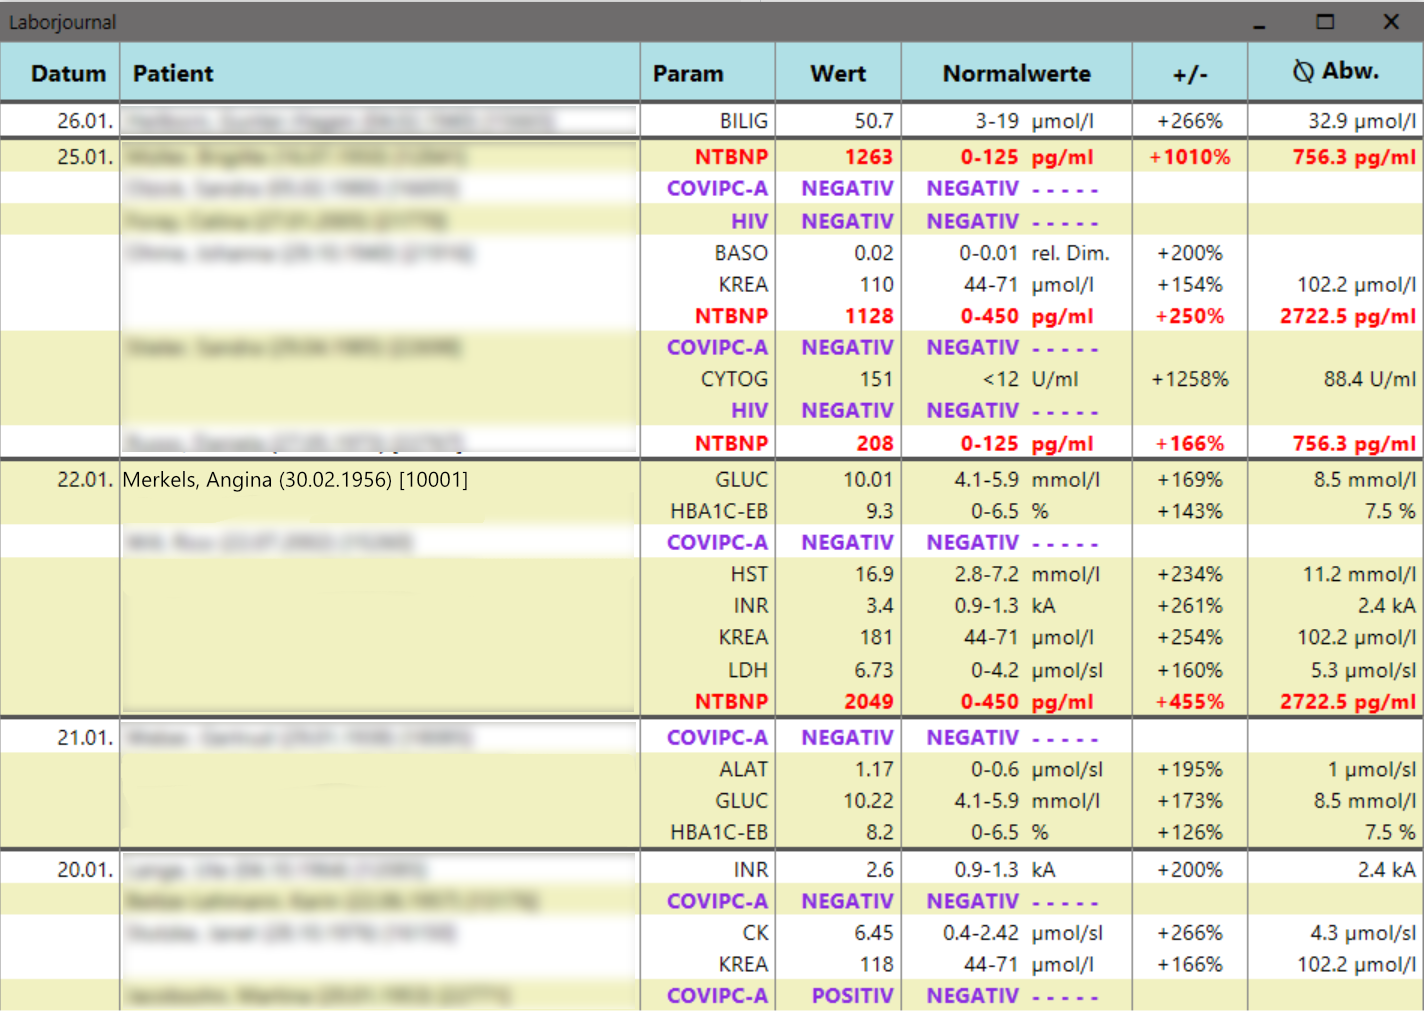 Laborjournal
Datum Patient Param Wert Normalwerte +/- Ø Abw.
26.01. BILIG 50.7 3-19 µmol/l +266% 32.9 µmol/l
25.01. NTBNP 1263 0-125 pg/ml +1010% 756.3 pg/ml
COVIPC-A NEGATIV NEGATIV - - - - -
HIV NEGATIV NEGATIV - - - - -
BASO 0.02 0-0.01 rel. Dim. +200%
KREA 110 44-71 µmol/l +154% 102.2 µmol/l
NTBNP 1128 0-450 pg/ml +250% 2722.5 pg/ml
COVIPC-A NEGATIV NEGATIV - - - - -
CYTOG 151 <12 U/ml +1258% 88.4 U/ml
HIV NEGATIV NEGATIV - - - - -
NTBNP 208 0-125 pg/ml +166% 756.3 pg/ml
22.01. Merkels, Angina (30.02.1956) [10001] GLUC 10.01 4.1-5.9 mmol/l +169% 8.5 mmol/l
HBA1C-EB 9.3 0-6.5 % +143% 7.5 %
COVIPC-A NEGATIV NEGATIV - - - - -
HST 16.9 2.8-7.2 mmol/l +234% 11.2 mmol/l
INR 3.4 0.9-1.3 kA +261% 2.4 kA
KREA 181 44-71 µmol/l +254% 102.2 µmol/l
LDH 6.73 0-4.2 µmol/sl +160% 5.3 µmol/sl
NTBNP 2049 0-450 pg/ml +455% 2722.5 pg/ml
21.01. COVIPC-A NEGATIV NEGATIV - - - - -
ALAT 1.17 0-0.6 µmol/sl +195% 1 µmol/sl
GLUC 10.22 4.1-5.9 mmol/l +173% 8.5 mmol/l
HBA1C-EB 8.2 0-6.5 % +126% 7.5 %
20.01. INR 2.6 0.9-1.3 kA +200% 2.4 kA
COVIPC-A NEGATIV NEGATIV - - - - -
CK 6.45 0.4-2.42 µmol/sl +266% 4.3 µmol/sl
KREA 118 44-71 µmol/l +166% 102.2 µmol/l
COVIPC-A POSITIV NEGATIV - - - - -